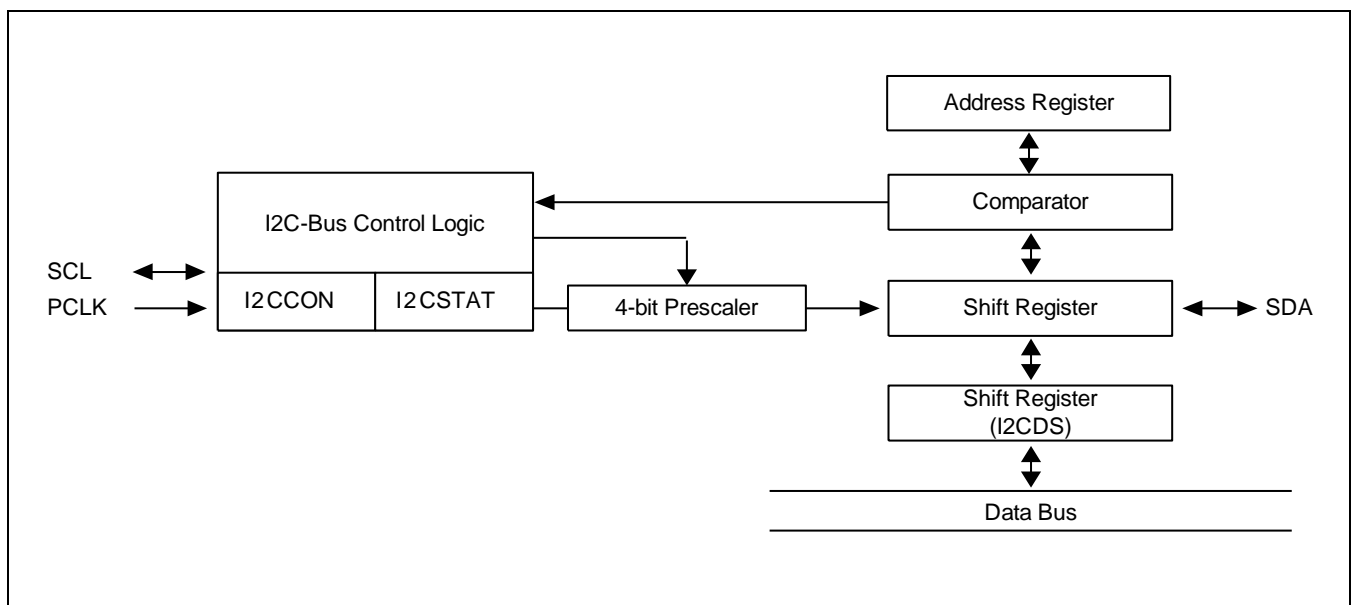 Address Register
Comparator
I2C-Bus Control Logic
SCL
I2CCON
I2CSTAT
PCLK
4-bit Prescaler
Shift Register
SDA
Shift Register
(I2CDS)
Data Bus